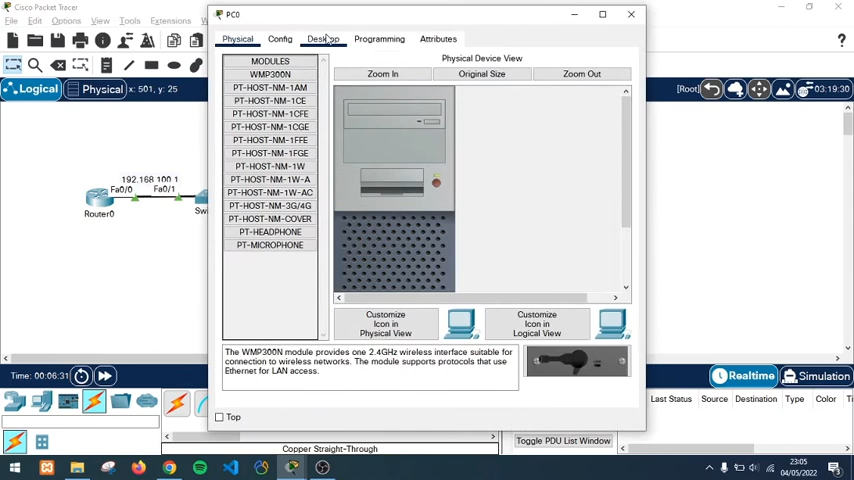 Cisco Packet Tracer
File Edit Options View Tools Extensions
Logical Physical x: 501, y: 25
[Root] 03:19:30
192.168.100.1
Fa0/0 Fa0/1
Router0
PC0
Physical Config Desktop Programming Attributes
MODULES
WMP300N
PT-HOST-NM-1AM
PT-HOST-NM-1CE
PT-HOST-NM-1CFE
PT-HOST-NM-1CGE
PT-HOST-NM-1FFE
PT-HOST-NM-1FGE
PT-HOST-NM-1W
PT-HOST-NM-1W-A
PT-HOST-NM-1W-AC
PT-HOST-NM-3G/4G
PT-HOST-NM-COVER
PT-HEADPHONE
PT-MICROPHONE
Physical Device View
Zoom In Original Size Zoom Out
Customize
Icon in
Physical View
Customize
Icon in
Logical View
The WMP300N module provides one 2.4GHz wireless interface suitable for
connection to wireless networks. The module supports protocols that use
Ethernet for LAN access.
Top
Time: 00:06:31
Realtime Simulation
Last Status Source Destination Type Color
Copper Straight-Through
Toggle PDU List Window
23:05
04/05/2022
3